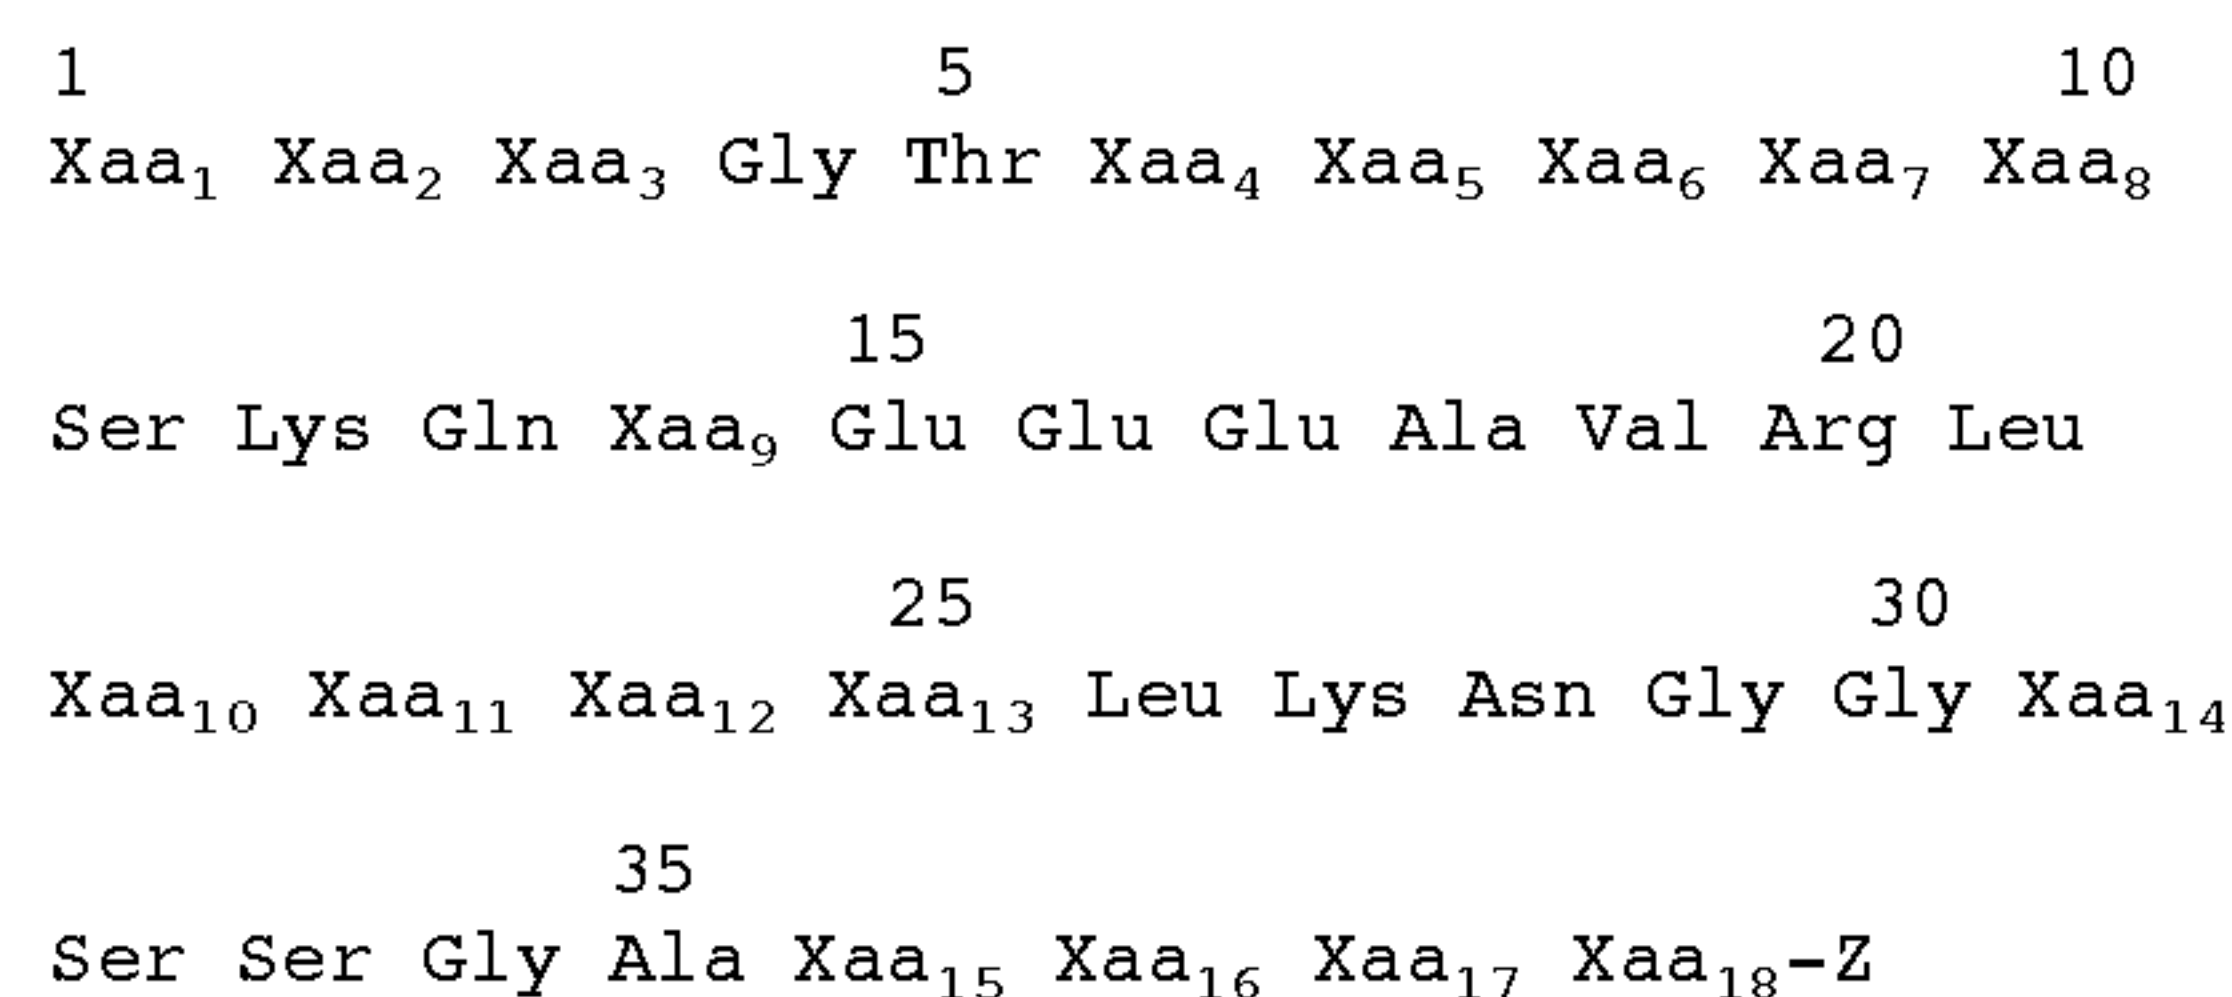 1 5 10
Xaa₁ Xaa₂ Xaa₃ Gly Thr Xaa₄ Xaa₅ Xaa₆ Xaa₇ Xaa₈
15 20
Ser Lys Gln Xaa₉ Glu Glu Glu Ala Val Arg Leu
25 30
Xaa₁₀ Xaa₁₁ Xaa₁₂ Xaa₁₃ Leu Lys Asn Gly Gly Xaa₁₄
35
Ser Ser Gly Ala Xaa₁₅ Xaa₁₆ Xaa₁₇ Xaa₁₈-Z